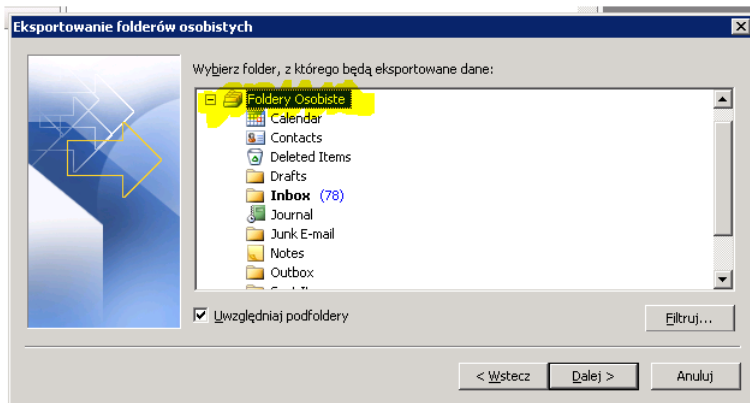 Eksportowanie folderów osobistych
Wybierz folder, z którego będą eksportowane dane:
Foldery Osobiste
Calendar
Contacts
Deleted Items
Drafts
Inbox (78)
Journal
Junk E-mail
Notes
Outbox
Uwzględniaj podfoldery
Filtruj...
< Wstecz
Dalej >
Anuluj